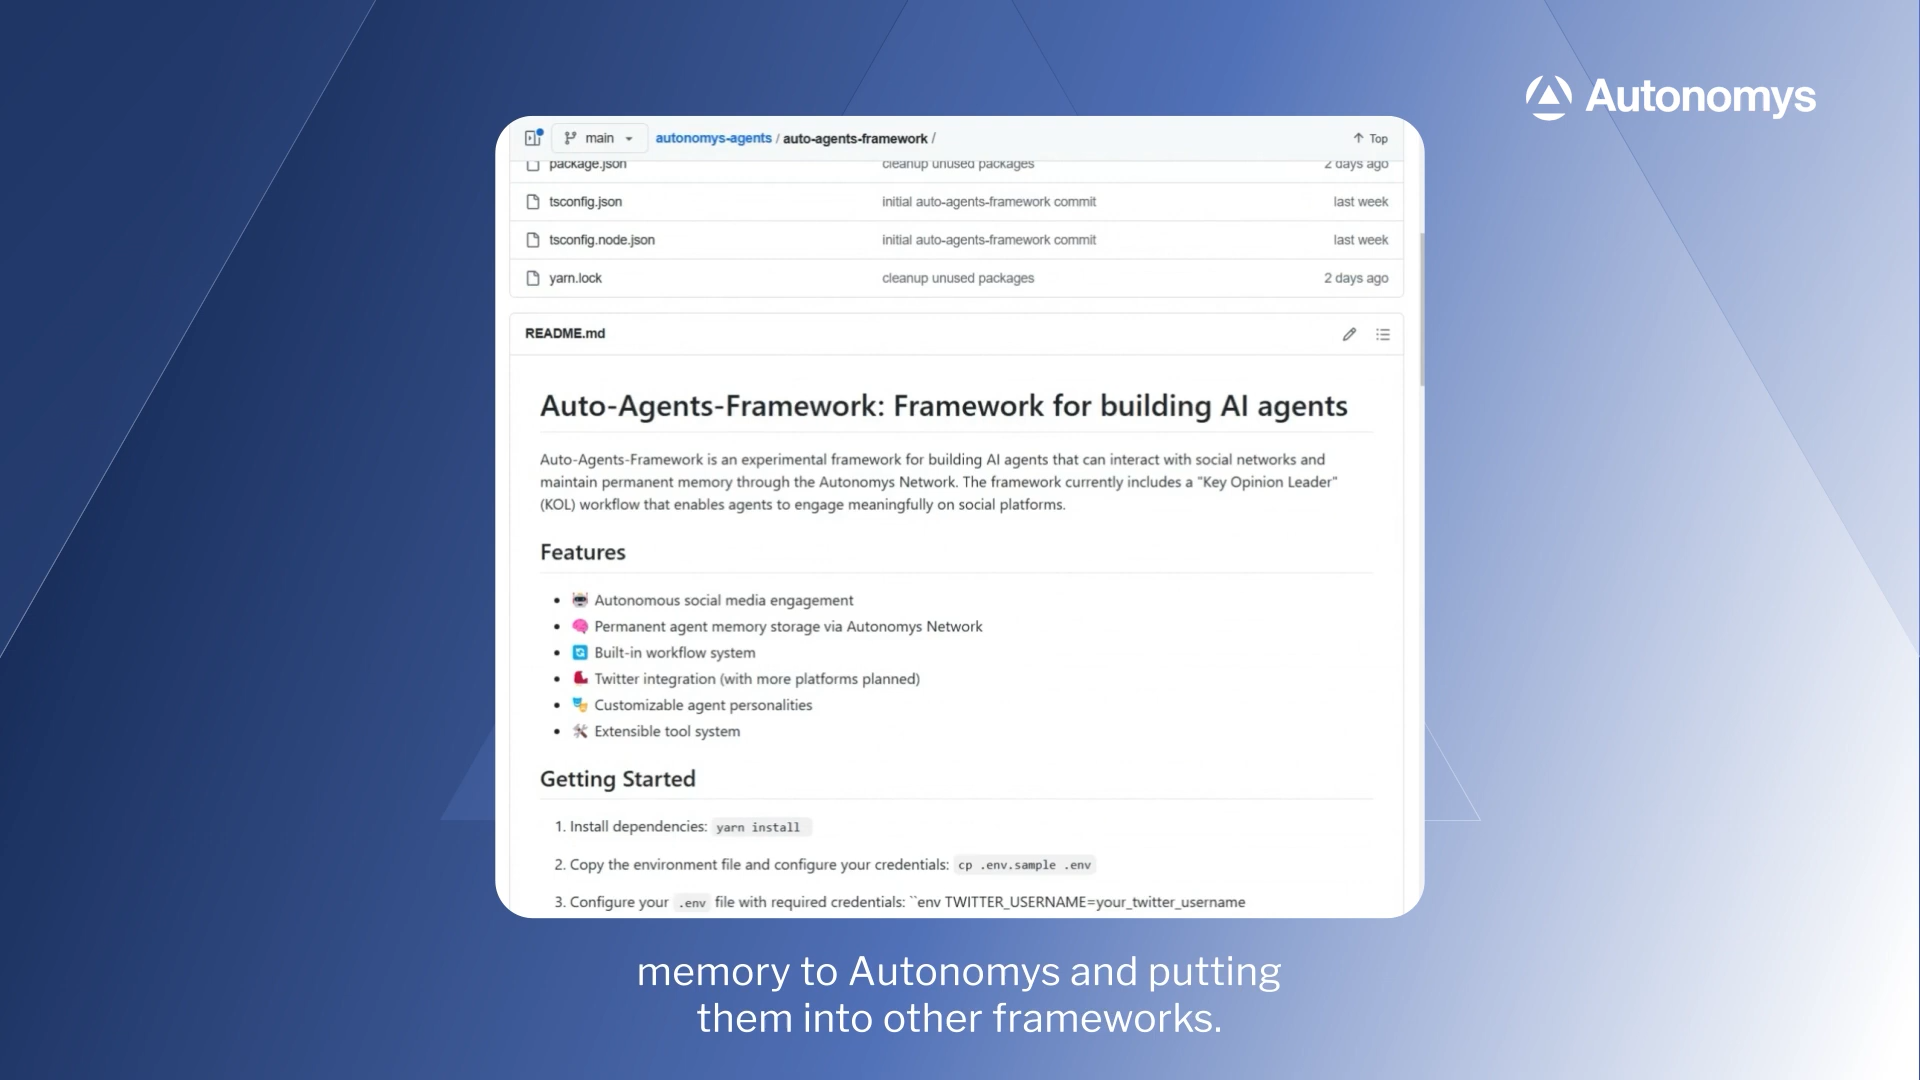 Autonomys
main
autonomys-agents / auto-agents-framework /
Top
package.json cleanup unused packages 2 days ago
tsconfig.json initial auto-agents-framework commit last week
tsconfig.node.json initial auto-agents-framework commit last week
yarn.lock cleanup unused packages 2 days ago
README.md
Auto-Agents-Framework: Framework for building AI agents
Auto-Agents-Framework is an experimental framework for building AI agents that can interact with social networks and
maintain permanent memory through the Autonomys Network. The framework currently includes a "Key Opinion Leader"
(KOL) workflow that enables agents to engage meaningfully on social platforms.
Features
Autonomous social media engagement
Permanent agent memory storage via Autonomys Network
Built-in workflow system
Twitter integration (with more platforms planned)
Customizable agent personalities
Extensible tool system
Getting Started
1. Install dependencies: yarn install
2. Copy the environment file and configure your credentials: cp .env.sample .env
3. Configure your .env file with required credentials: ``env TWITTER_USERNAME=your_twitter_username
memory to Autonomys and putting
them into other frameworks.